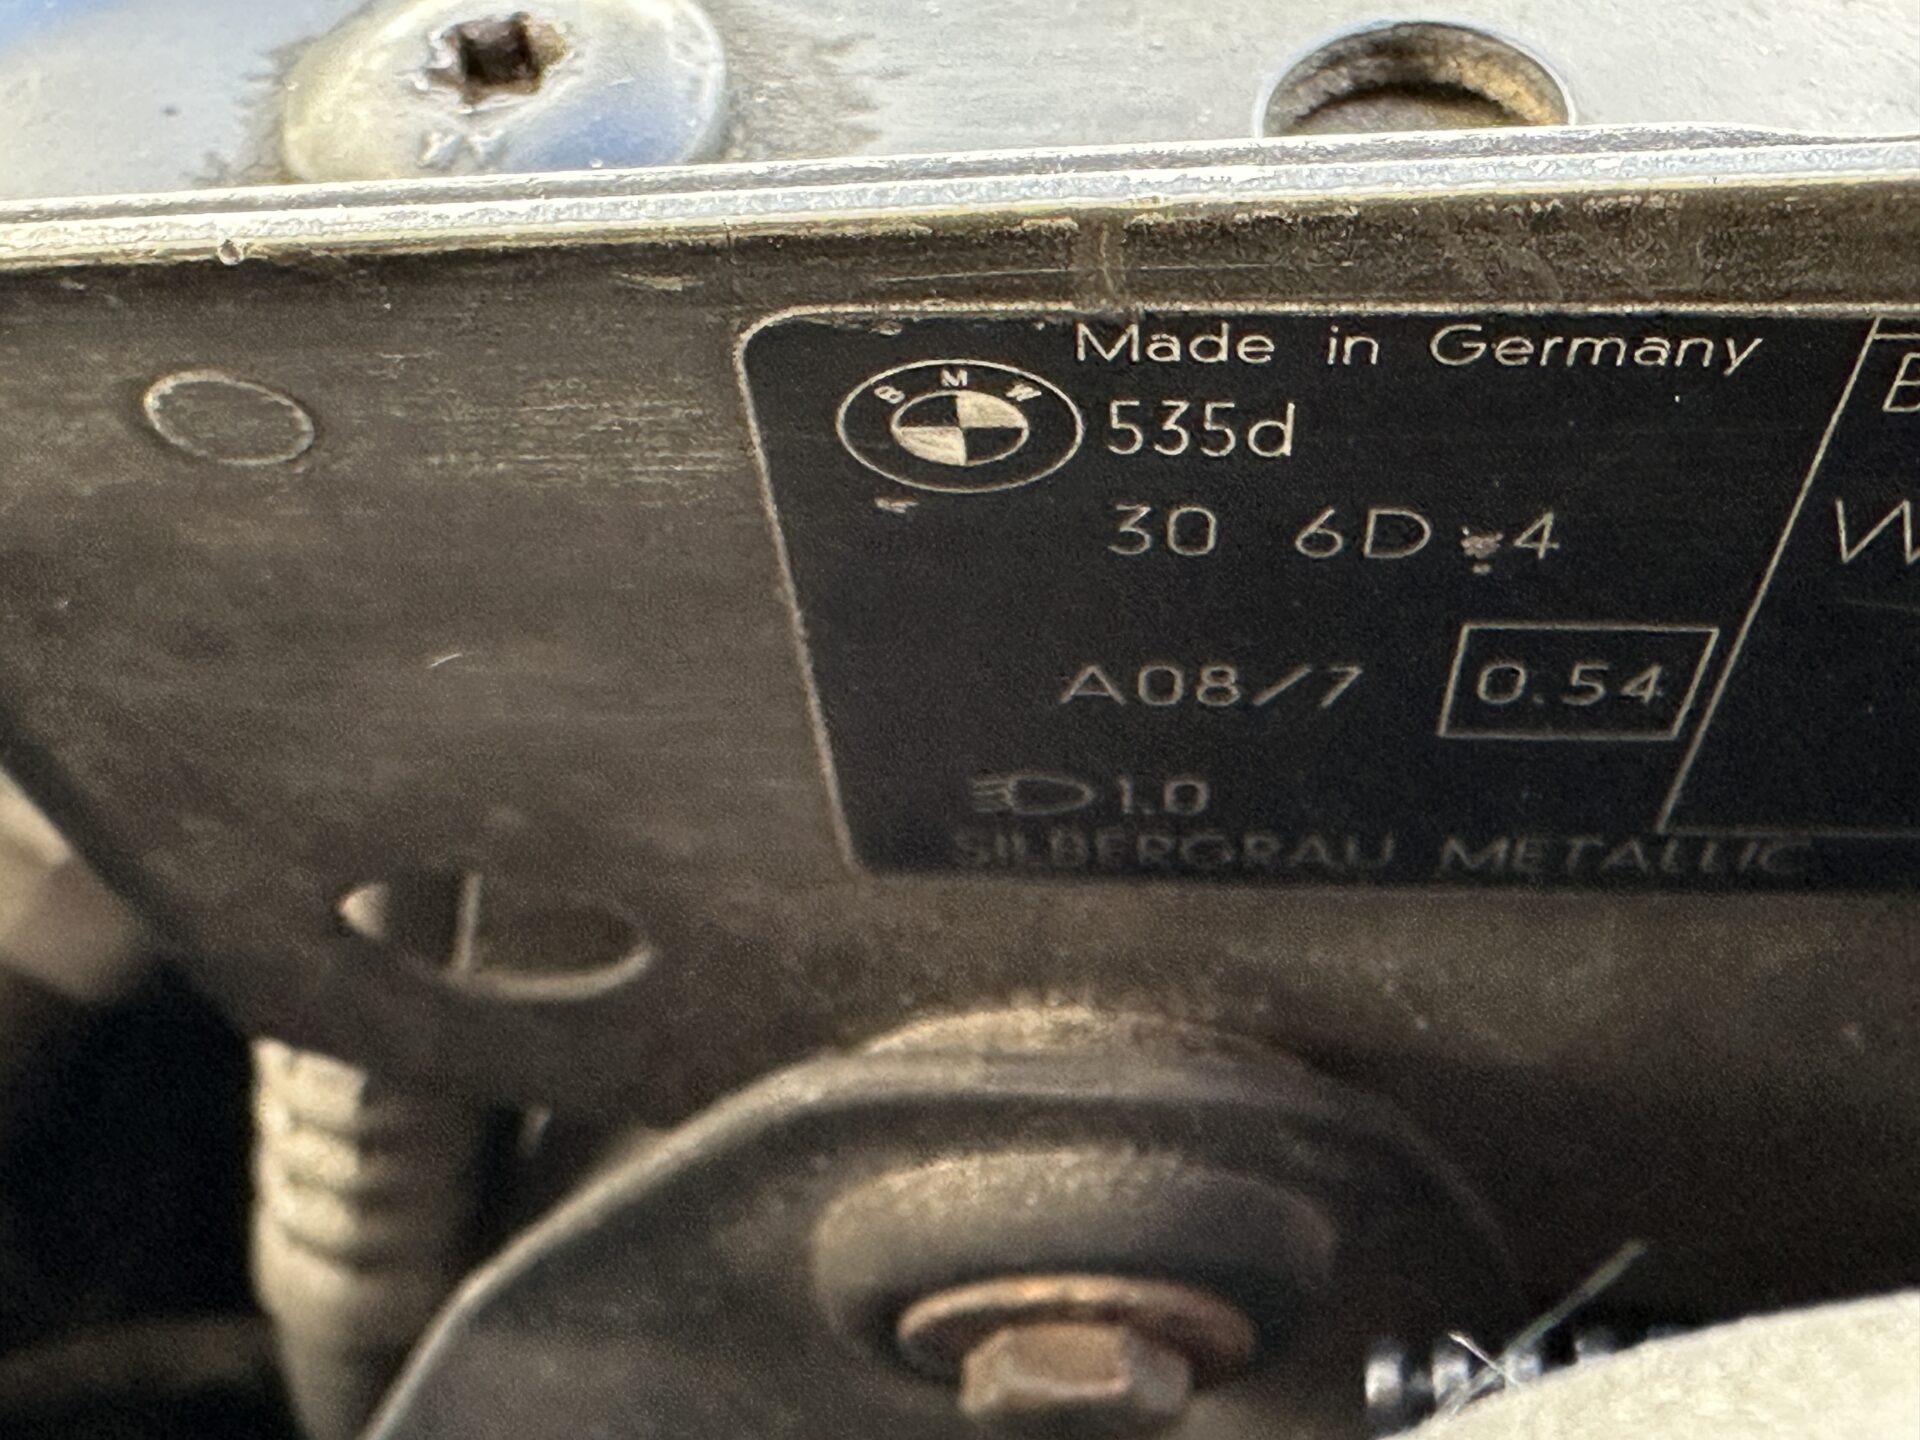 Made in Germany
BMW
535d
30 6D 4
A08/7 0.54
1.0
SILBERGRAU METALLIC